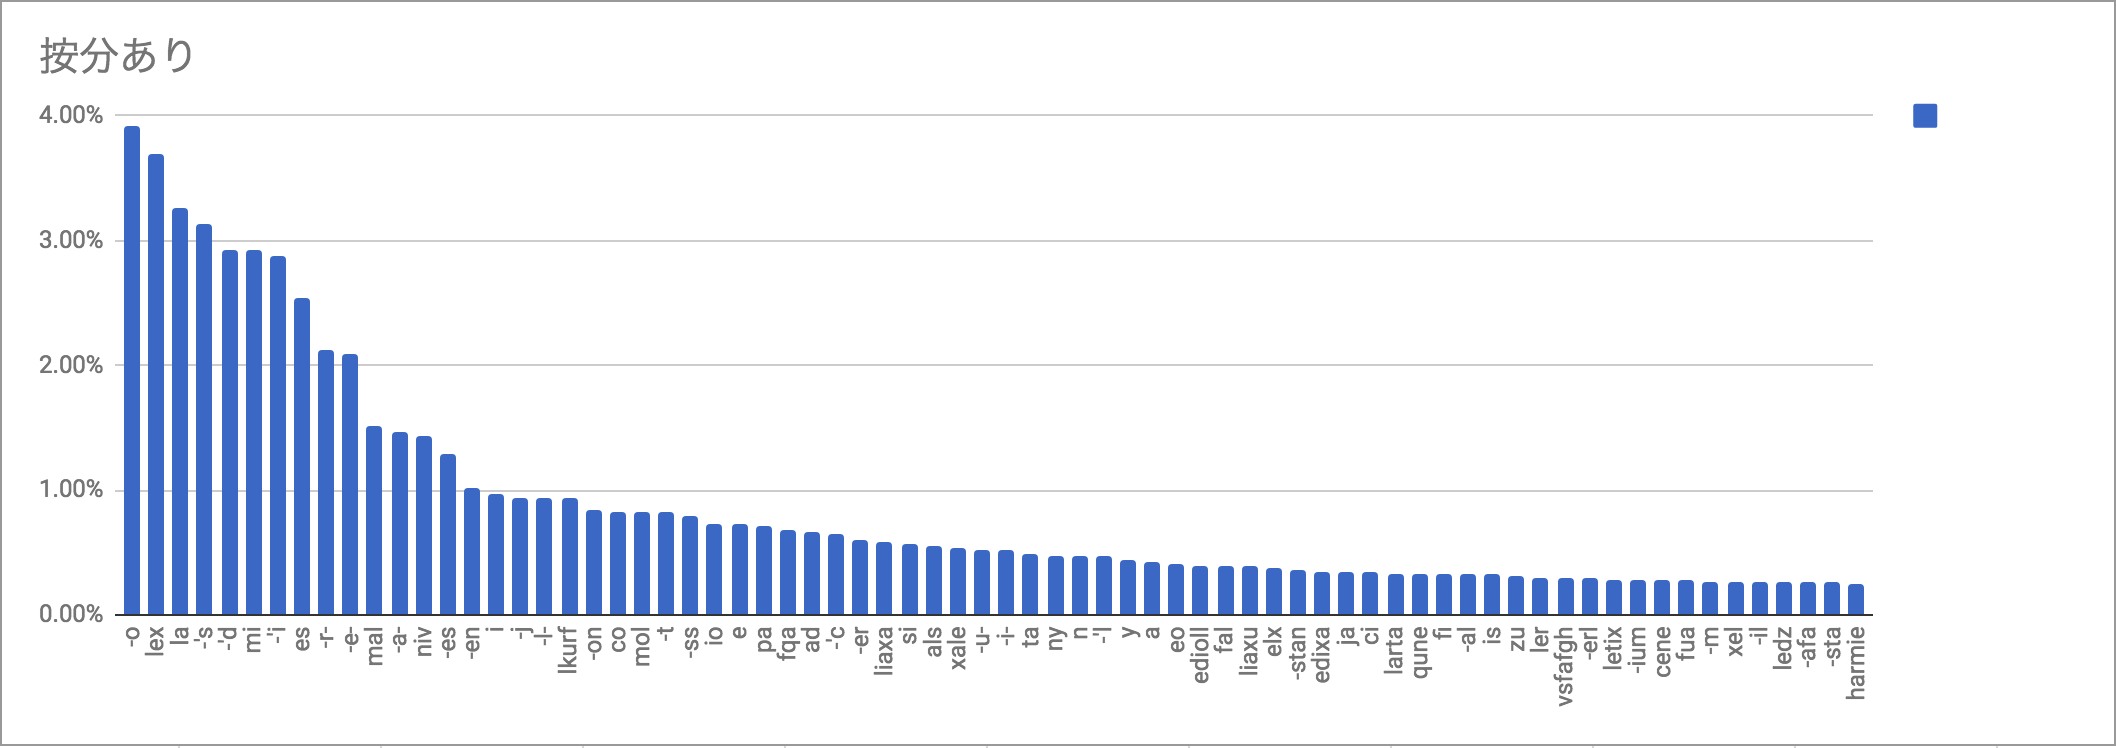 按分あり
4.00%
3.00%
2.00%
1.00%
0.00%
-o
lex
la
-'s
-'d
mi
'-i
es
-r-
-e-
mal
-a-
niv
-es
-en
i
-j
-l-
lkurf
-on
co
mol
-t
-ss
io
e
pa
fqa
ad
-'c
-er
liaxa
si
als
xale
-u-
-i-
ta
ny
n
-'l
y
a
eo
edioll
fal
liaxu
elx
-stan
edixa
ja
ci
larta
qune
fi
-al
is
zu
ler
vsfafgh
-erl
letix
-ium
cene
fua
-m
xel
-il
ledz
-afa
-sta
harmie